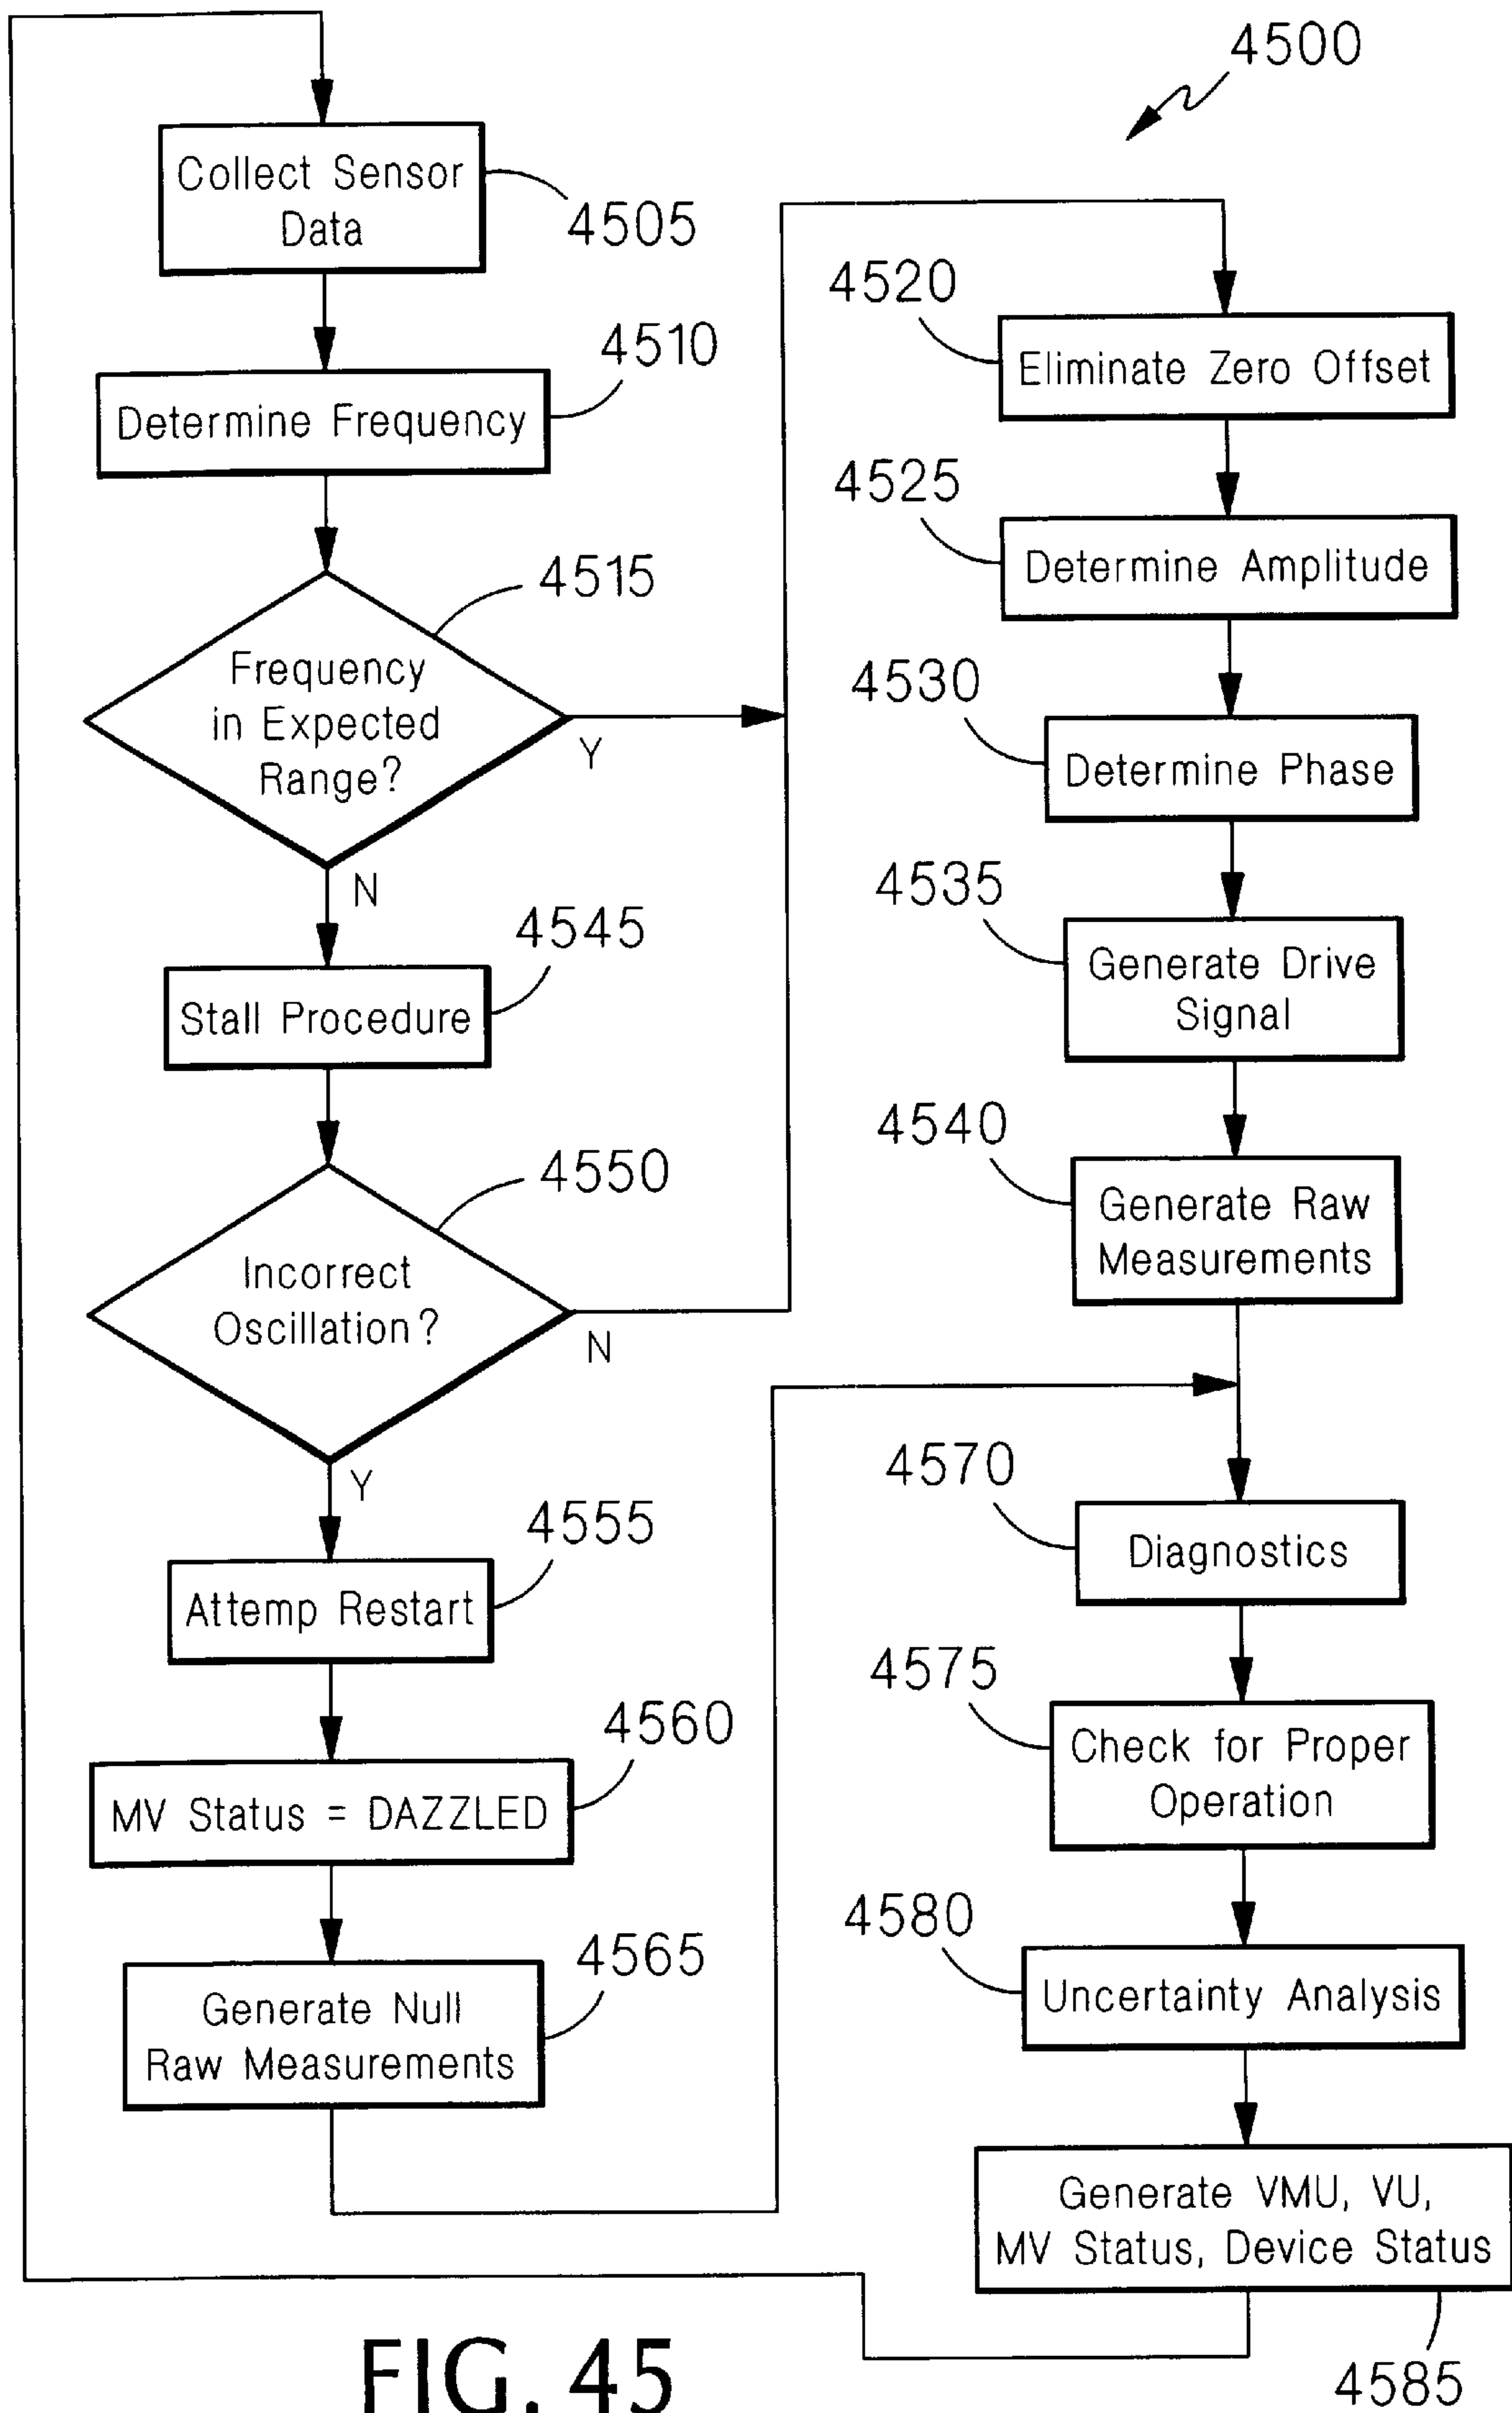 4500
Collect Sensor
Data
4505
4510
Determine Frequency
4515
Frequency
in Expected
Range?
Y
N
4545
Stall Procedure
4550
Incorrect
Oscillation?
N
Y
4555
Attemp Restart
4560
MV Status = DAZZLED
4565
Generate Null
Raw Measurements
4520
Eliminate Zero Offset
4525
Determine Amplitude
4530
Determine Phase
4535
Generate Drive
Signal
4540
Generate Raw
Measurements
4570
Diagnostics
4575
Check for Proper
Operation
4580
Uncertainty Analysis
Generate VMU, VU,
MV Status, Device Status
4585
FIG. 45